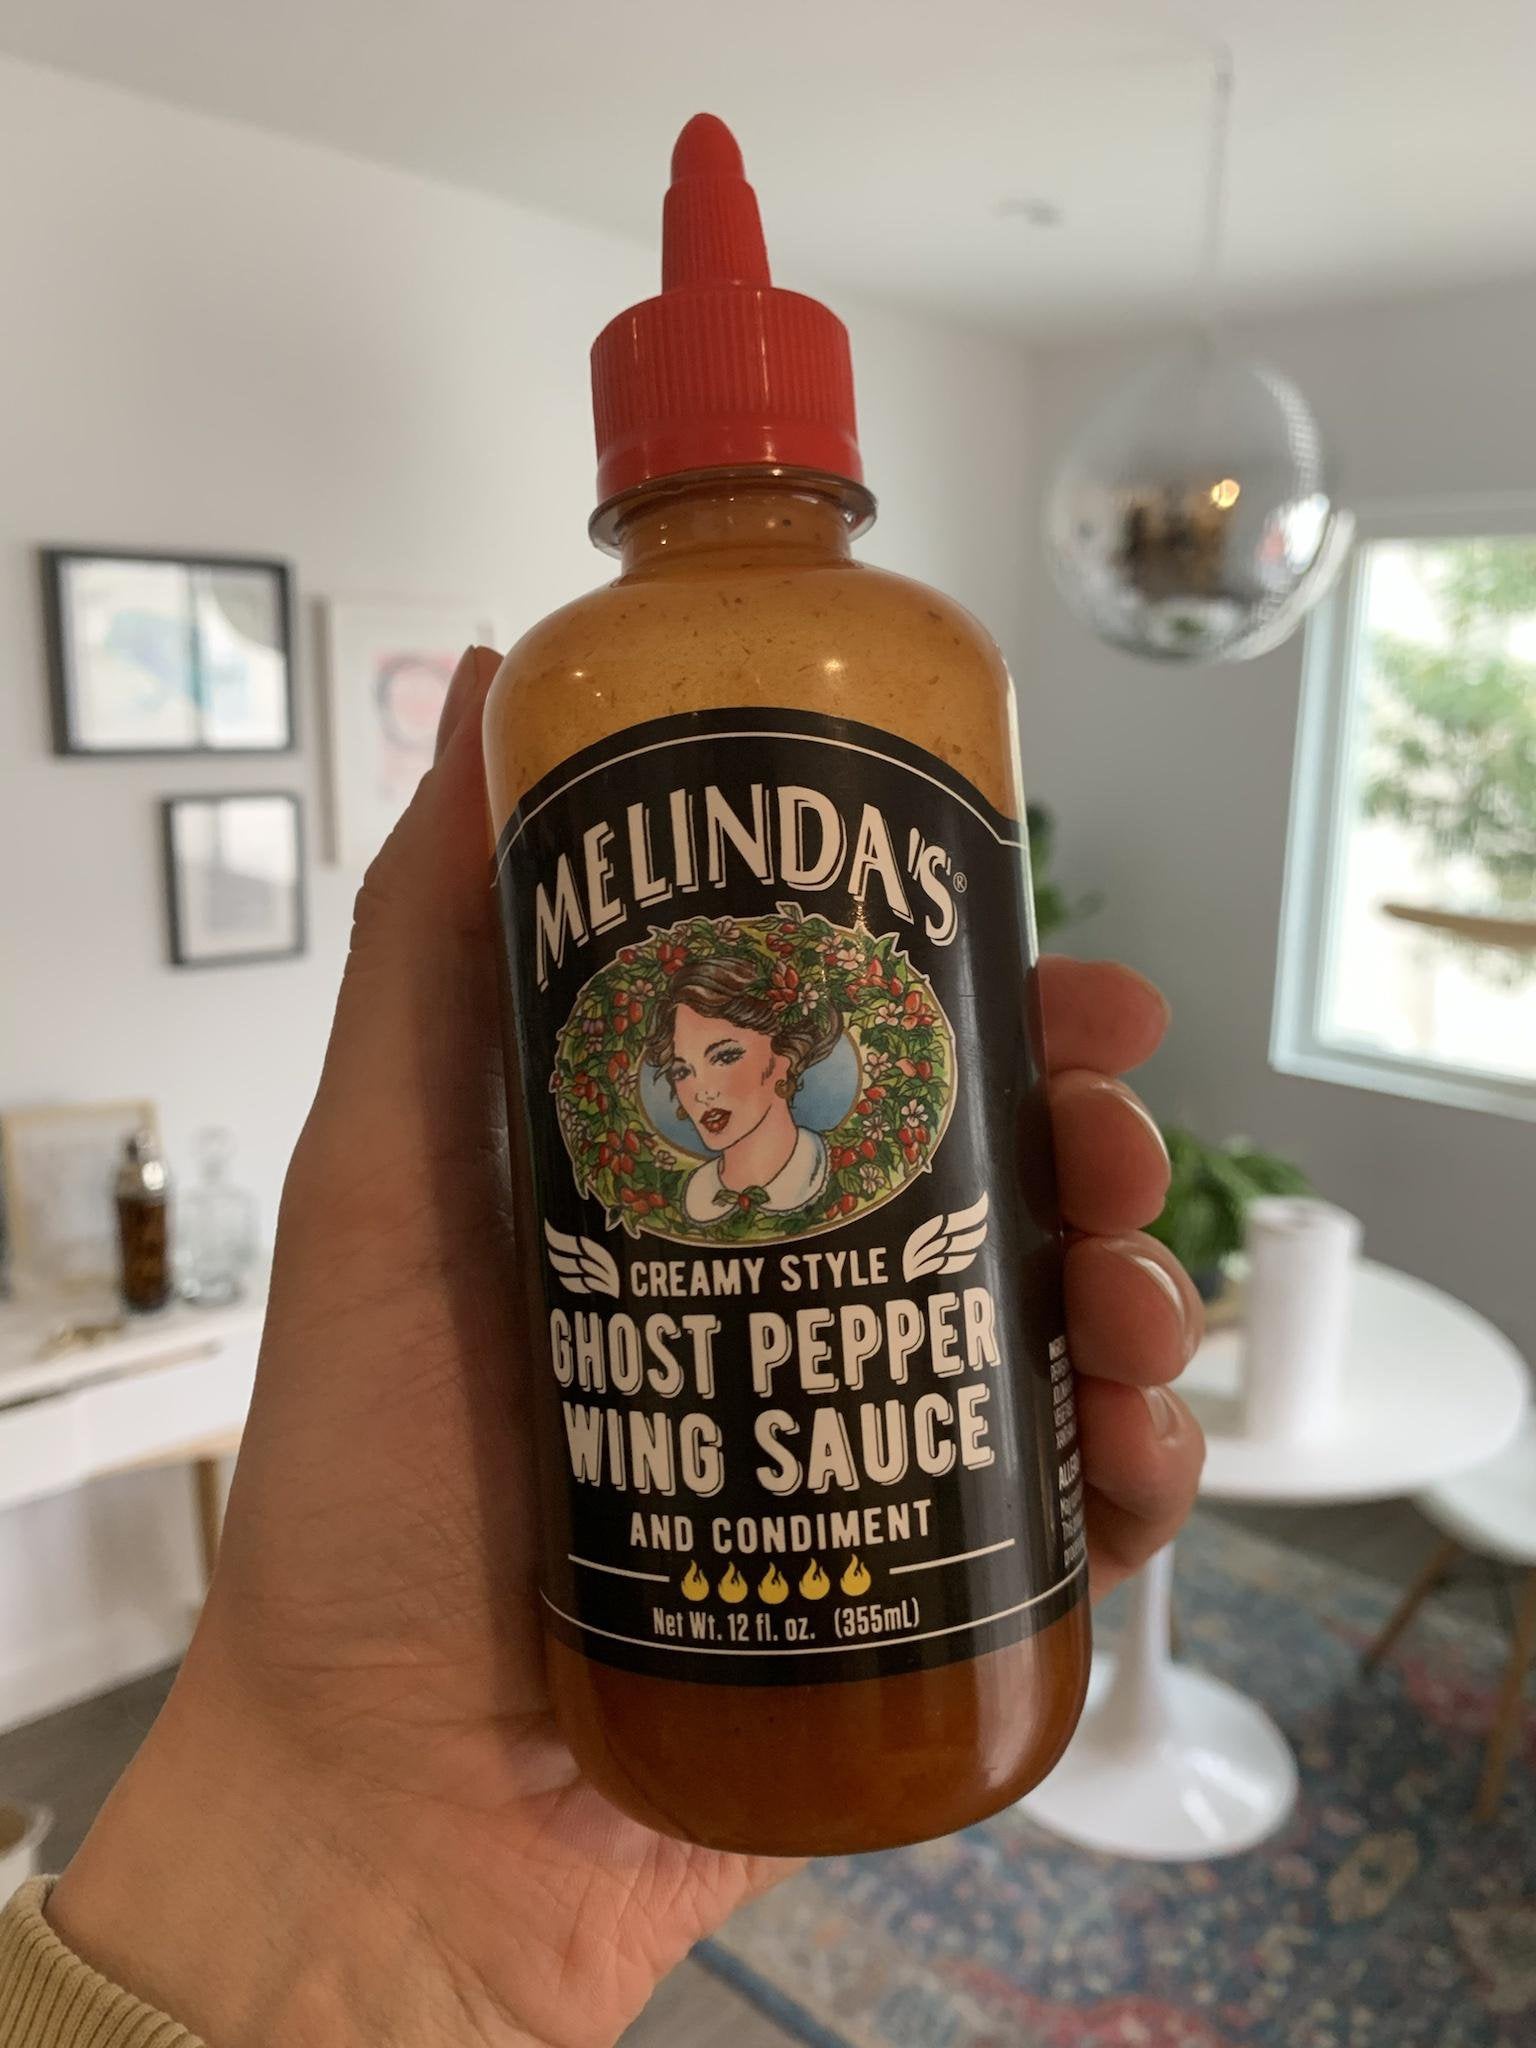 MELINDA'S®
CREAMY STYLE
GHOST PEPPER
WING SAUCE
AND CONDIMENT
Net Wt. 12 fl. oz. (355mL)